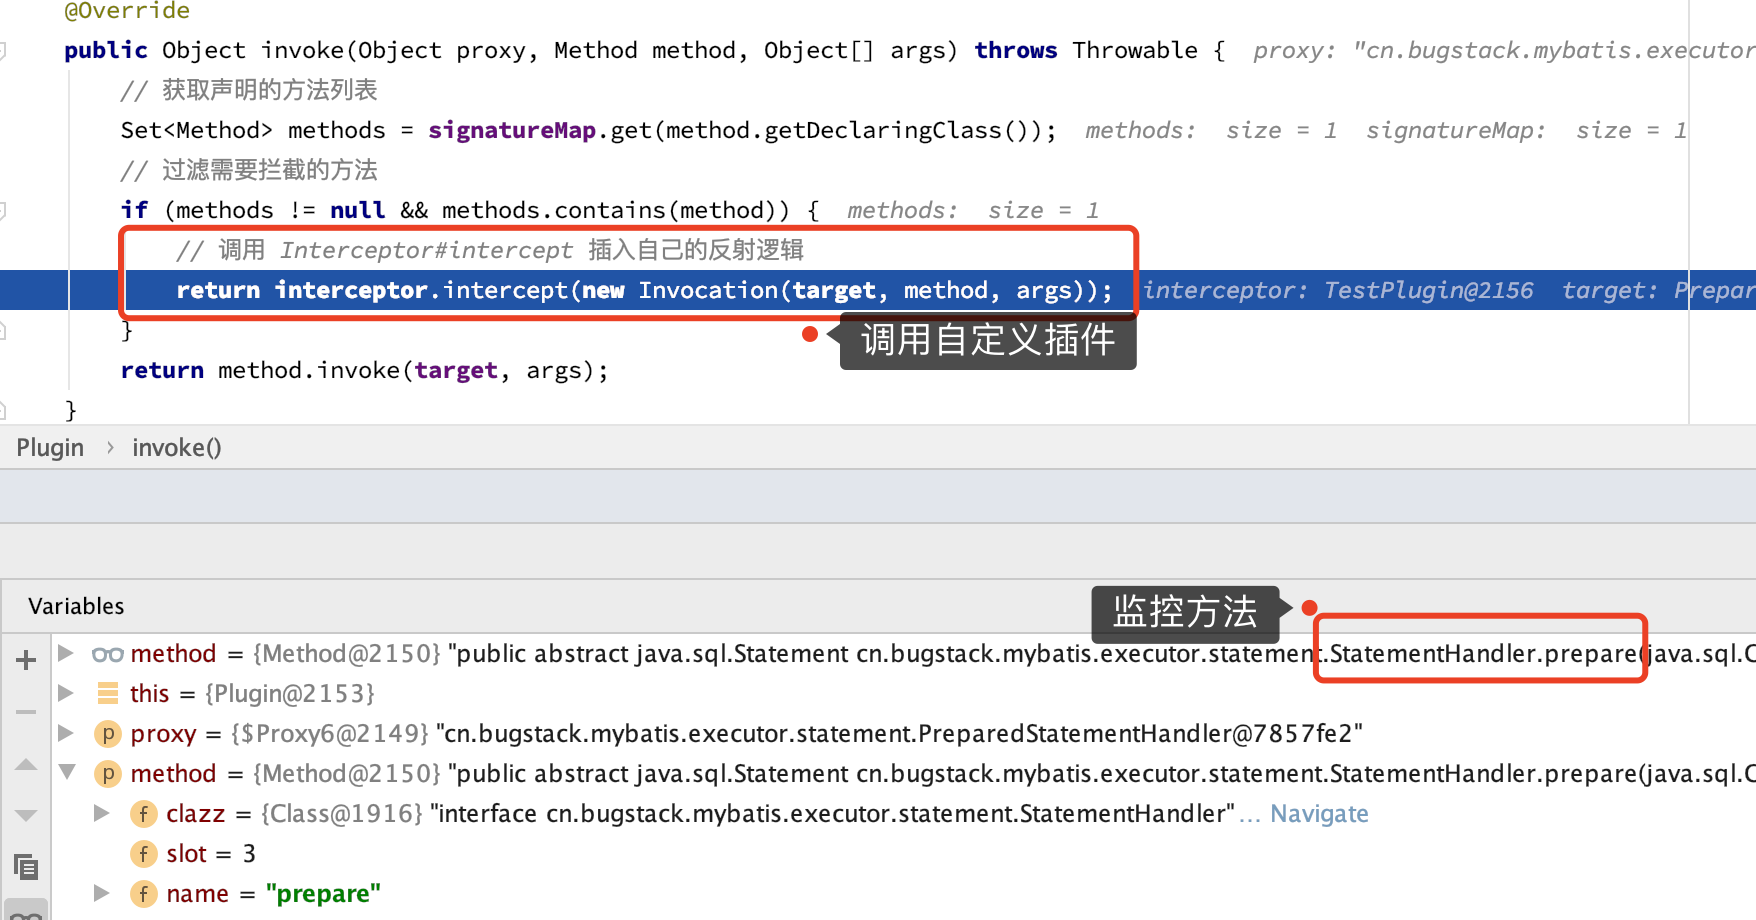 @Override
public Object invoke(Object proxy, Method method, Object[] args) throws Throwable {  proxy: "cn.bugstack.mybatis.executor
// 获取声明的方法列表
Set<Method> methods = signatureMap.get(method.getDeclaringClass());  methods:  size = 1  signatureMap:  size = 1
// 过滤需要拦截的方法
if (methods != null && methods.contains(method)) {  methods:  size = 1
// 调用 Interceptor#intercept 插入自己的反射逻辑
return interceptor.intercept(new Invocation(target, method, args));  interceptor: TestPlugin@2156  target: Prepar
}
调用自定义插件
return method.invoke(target, args);
}
Plugin › invoke()
Variables
监控方法
method = {Method@2150} "public abstract java.sql.Statement cn.bugstack.mybatis.executor.statement.StatementHandler.prepare(java.sql.C
this = {Plugin@2153}
p proxy = {$Proxy6@2149} "cn.bugstack.mybatis.executor.statement.PreparedStatementHandler@7857fe2"
p method = {Method@2150} "public abstract java.sql.Statement cn.bugstack.mybatis.executor.statement.StatementHandler.prepare(java.sql.C
f clazz = {Class@1916} "interface cn.bugstack.mybatis.executor.statement.StatementHandler" ... Navigate
f slot = 3
f name = "prepare"